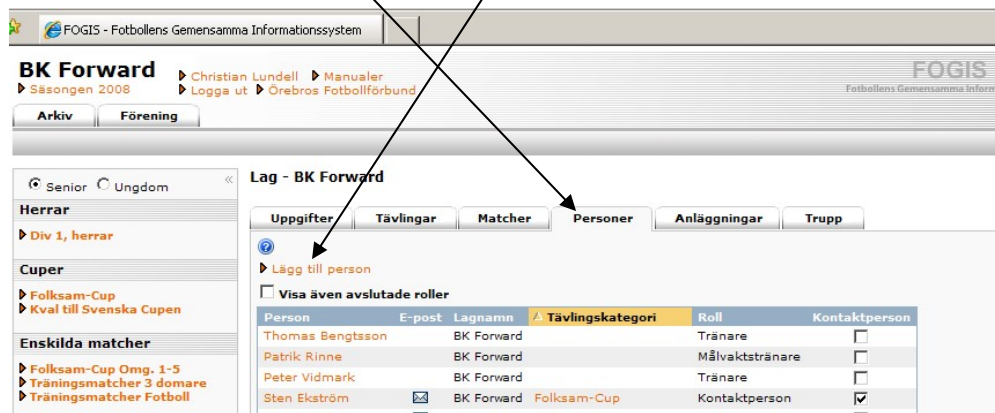 FOGIS - Fotbollens Gemensamma Informationssystem
BK Forward
Christian Lundell Manualer
FOGIS
Säsongen 2008
Logga ut Örebros Fotbollförbund
Fotbollens Gemensamma Inform
Arkiv Förening
Senior Ungdom «
Lag - BK Forward
Herrar
Uppgifter Tävlingar Matcher Personer Anläggningar Trupp
Div 1, herrar
Cuper
Lägg till person
Folksam-Cup
Visa även avslutade roller
Kval till Svenska Cupen
Person E-post Lagnamn Tävlingskategori Roll Kontaktperson
Thomas Bengtsson BK Forward Tränare
Enskilda matcher
Patrik Rinne BK Forward Målvaktstränare
Folksam-Cup Omg. 1-5
Peter Vidmark BK Forward Tränare
Träningsmatcher 3 domare
Träningsmatcher Fotboll
Sten Ekström BK Forward Folksam-Cup Kontaktperson